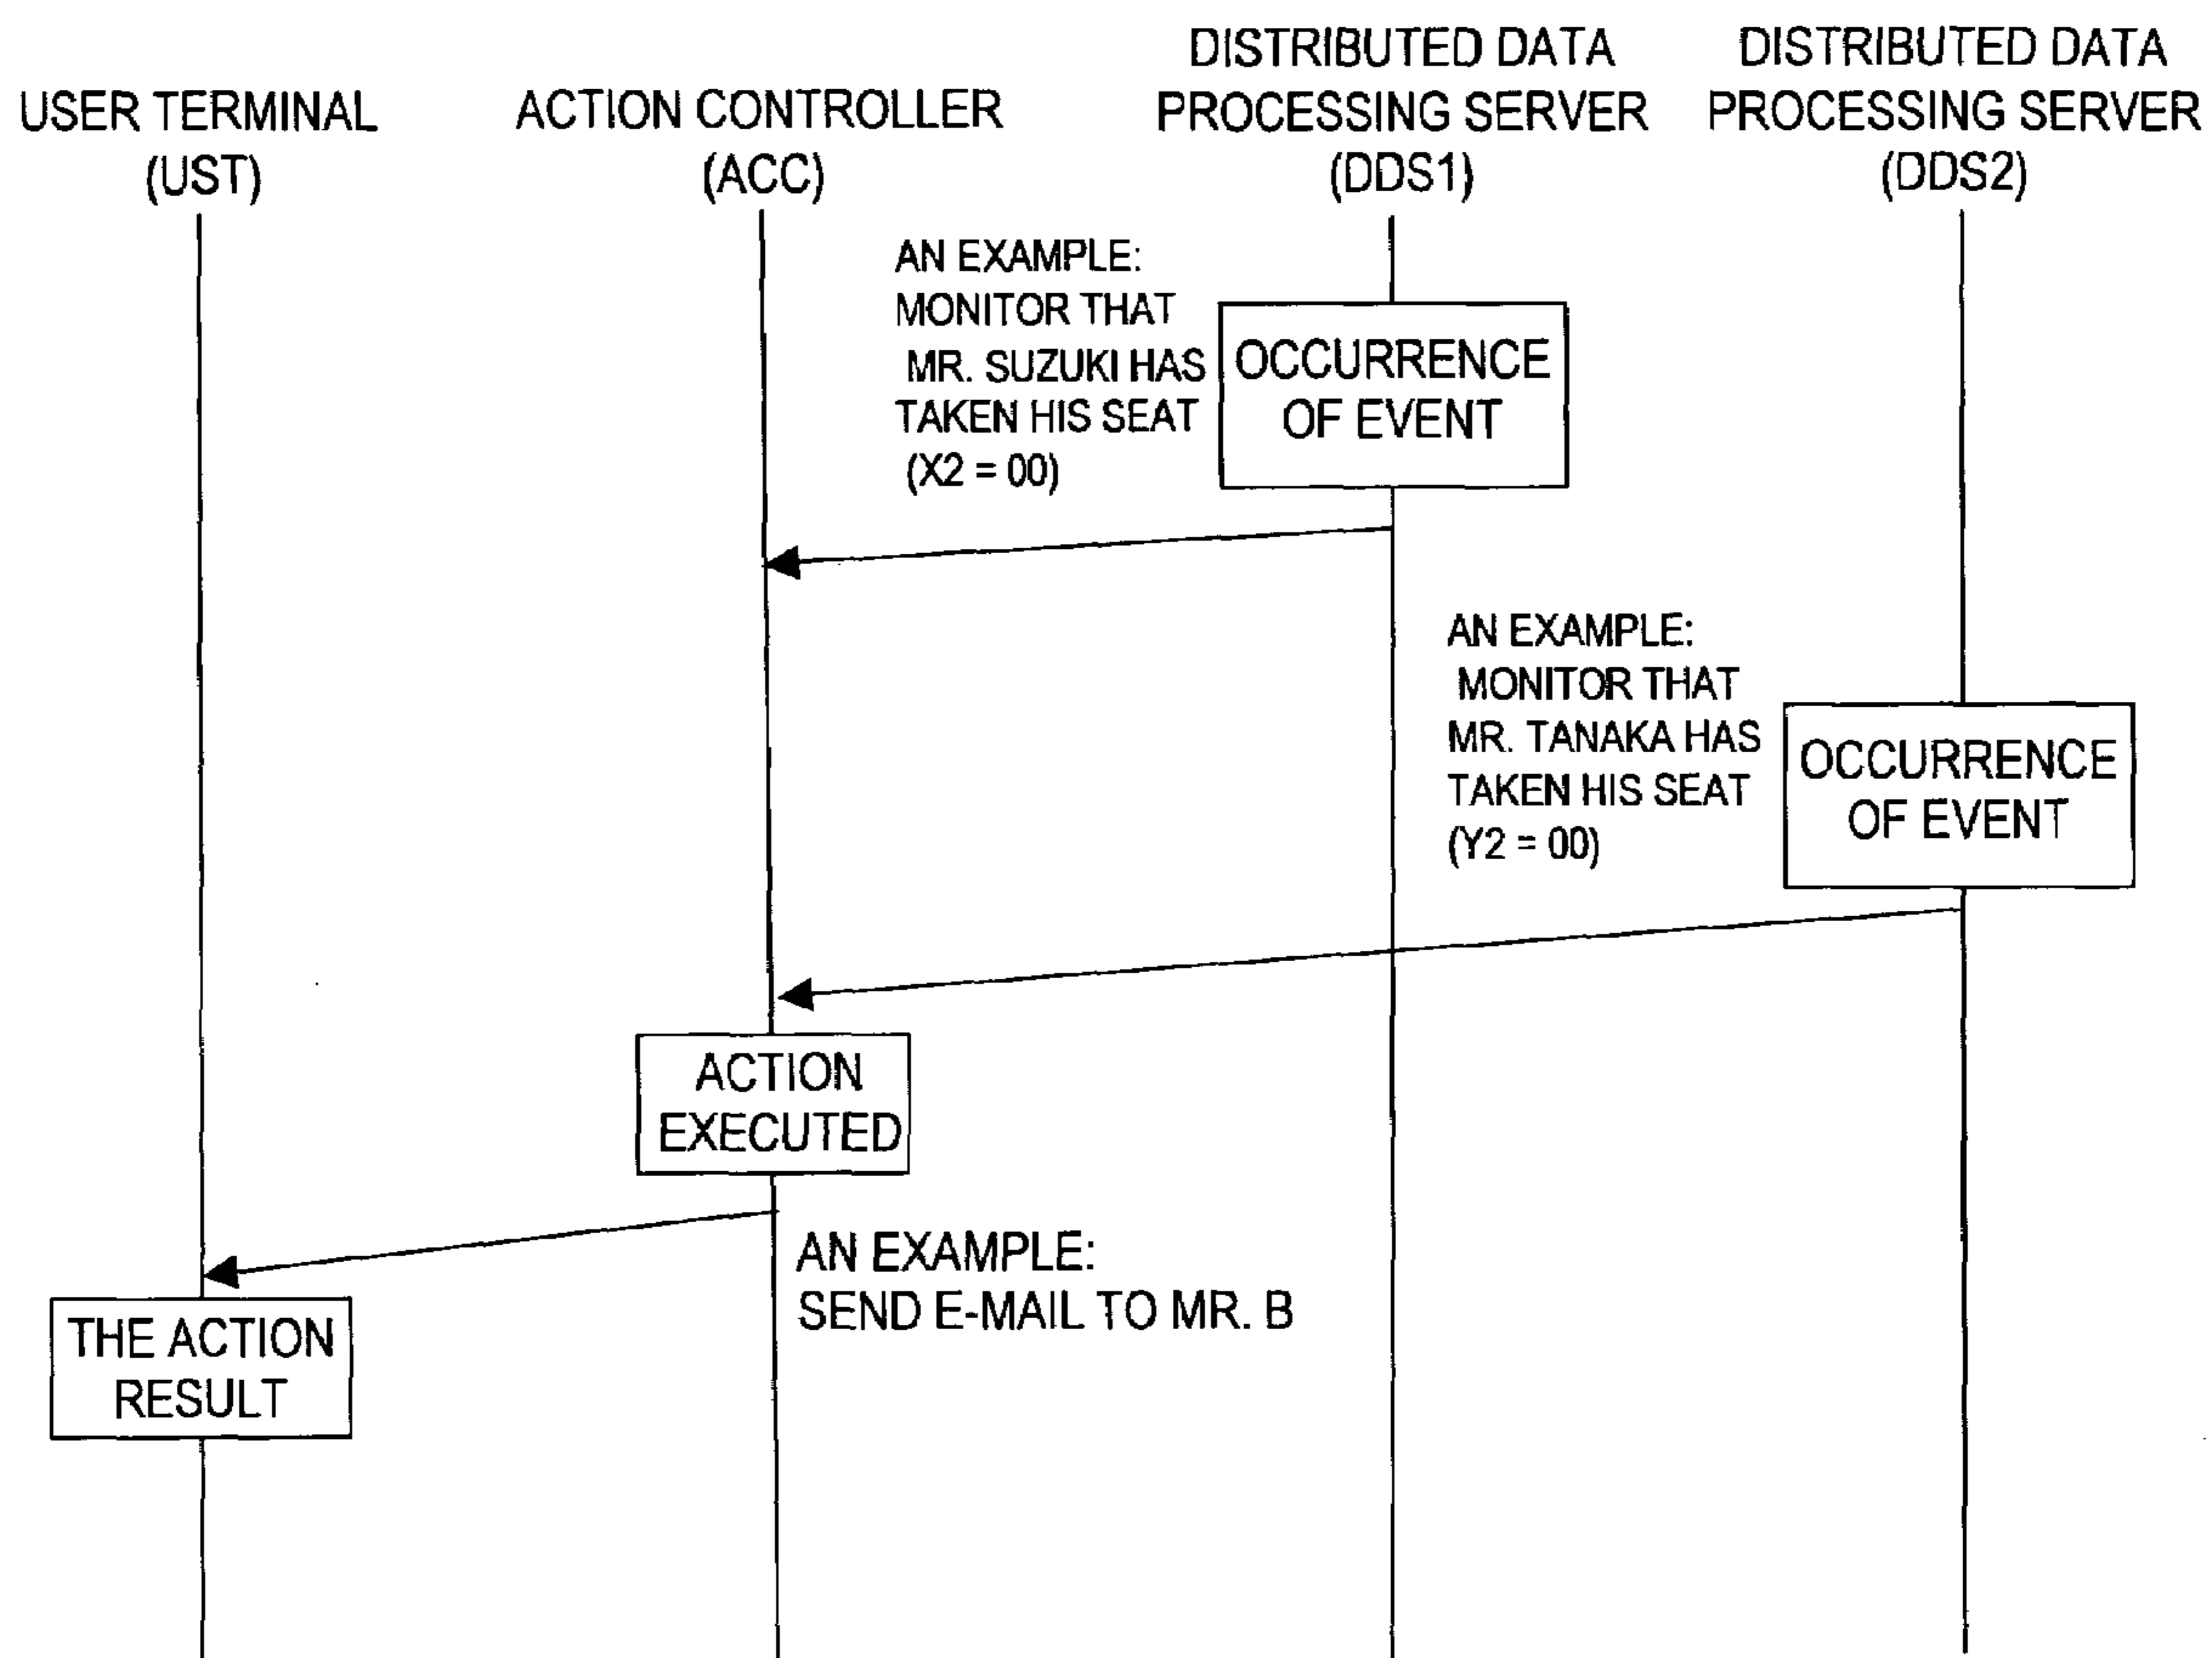 USER TERMINAL
(UST)
ACTION CONTROLLER
(ACC)
DISTRIBUTED DATA
PROCESSING SERVER
(DDS1)
DISTRIBUTED DATA
PROCESSING SERVER
(DDS2)
AN EXAMPLE:
MONITOR THAT
MR. SUZUKI HAS
TAKEN HIS SEAT
(X2 = 00)
OCCURRENCE
OF EVENT
AN EXAMPLE:
MONITOR THAT
MR. TANAKA HAS
TAKEN HIS SEAT
(Y2 = 00)
OCCURRENCE
OF EVENT
ACTION
EXECUTED
AN EXAMPLE:
SEND E-MAIL TO MR. B
THE ACTION
RESULT